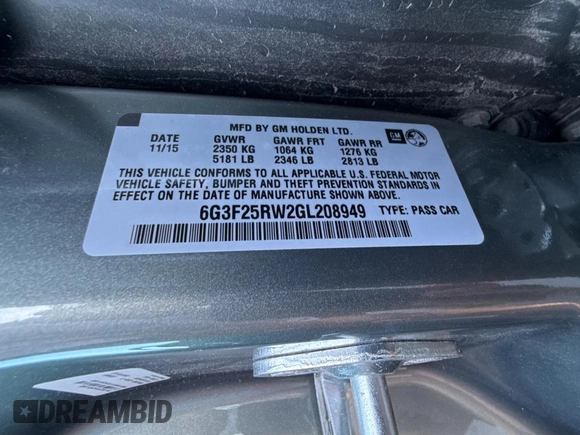 MFD BY GM HOLDEN LTD.
DATE GVWR GAWR FRT GAWR RR
11/15 2350 KG 1064 KG 1276 KG
5181 LB 2346 LB 2813 LB
GM
THIS VEHICLE CONFORMS TO ALL APPLICABLE U.S. FEDERAL MOTOR
VEHICLE SAFETY, BUMPER AND THEFT PREVENTION STANDARDS IN
EFFECT ON THE DATE OF MANUFACTURE SHOWN ABOVE.
6G3F25RW2GL208949 TYPE: PASS CAR
DREAMBID